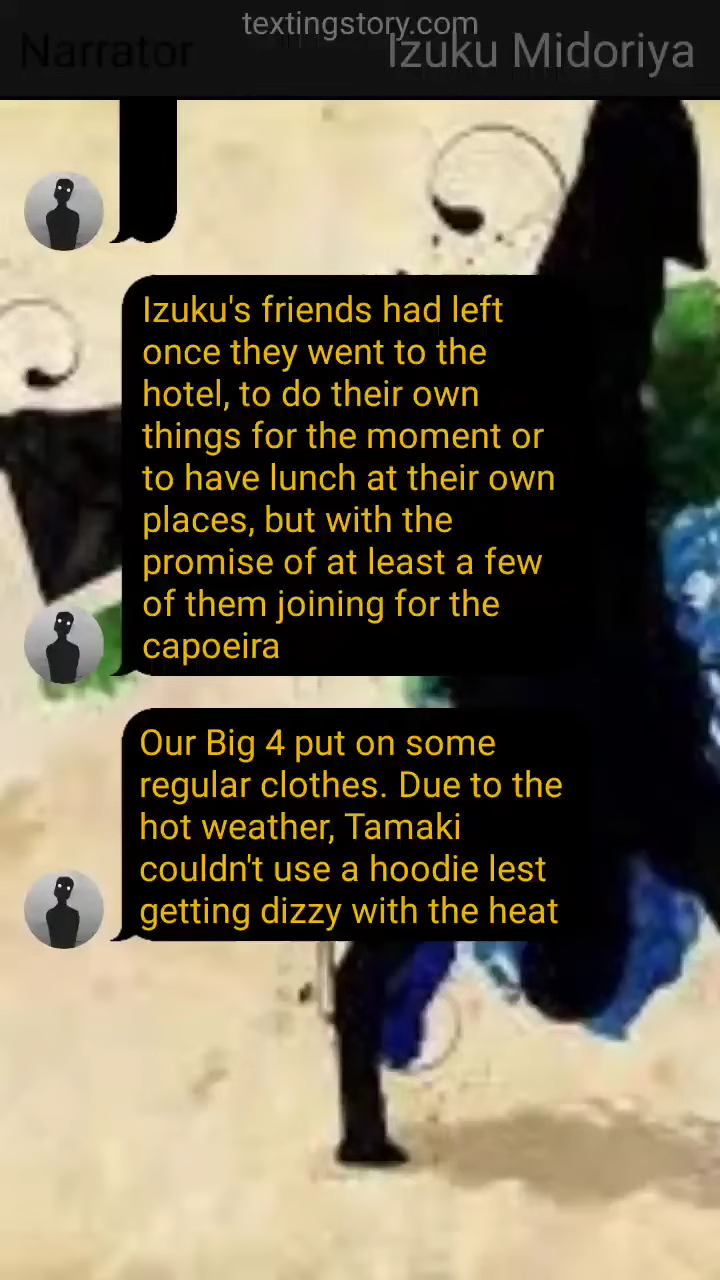 textingstory.com
Narrator
Izuku Midoriya
Izuku's friends had left
once they went to the
hotel, to do their own
things for the moment or
to have lunch at their own
places, but with the
promise of at least a few
of them joining for the
capoeira
Our Big 4 put on some
regular clothes. Due to the
hot weather, Tamaki
couldn't use a hoodie lest
getting dizzy with the heat